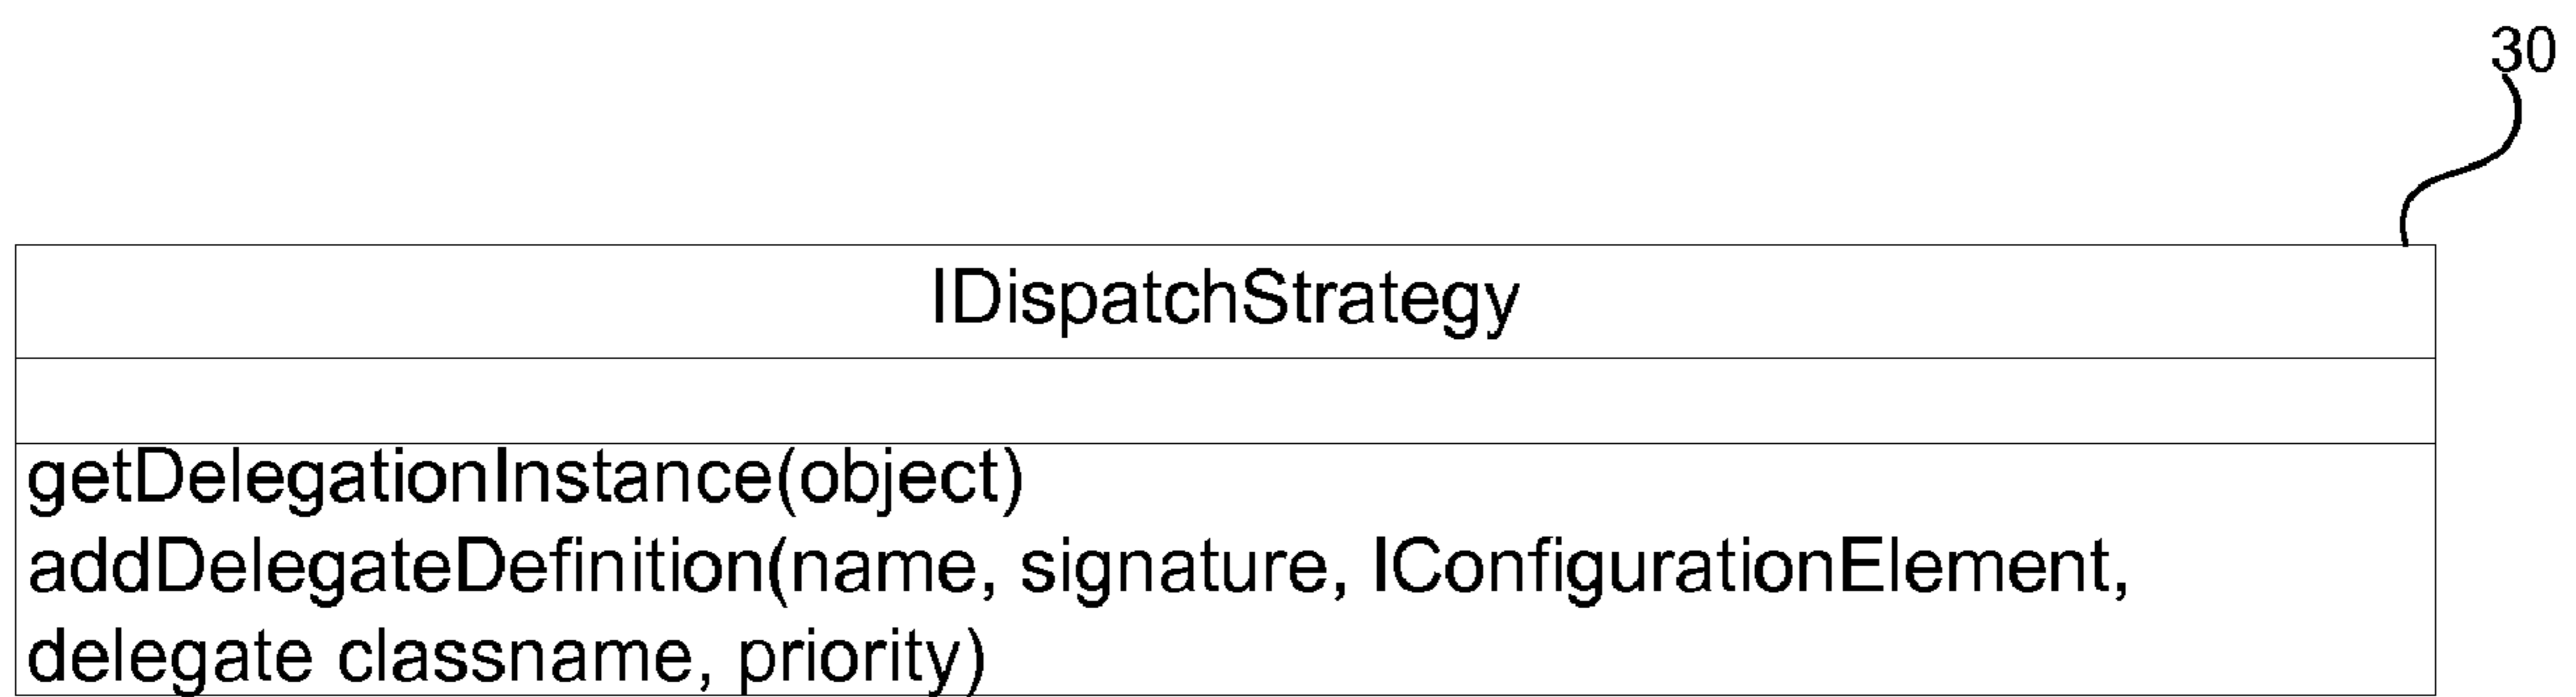 30
IDispatchStrategy
getDelegationInstance(object)
addDelegateDefinition(name, signature, IConfigurationElement,
delegate classname, priority)